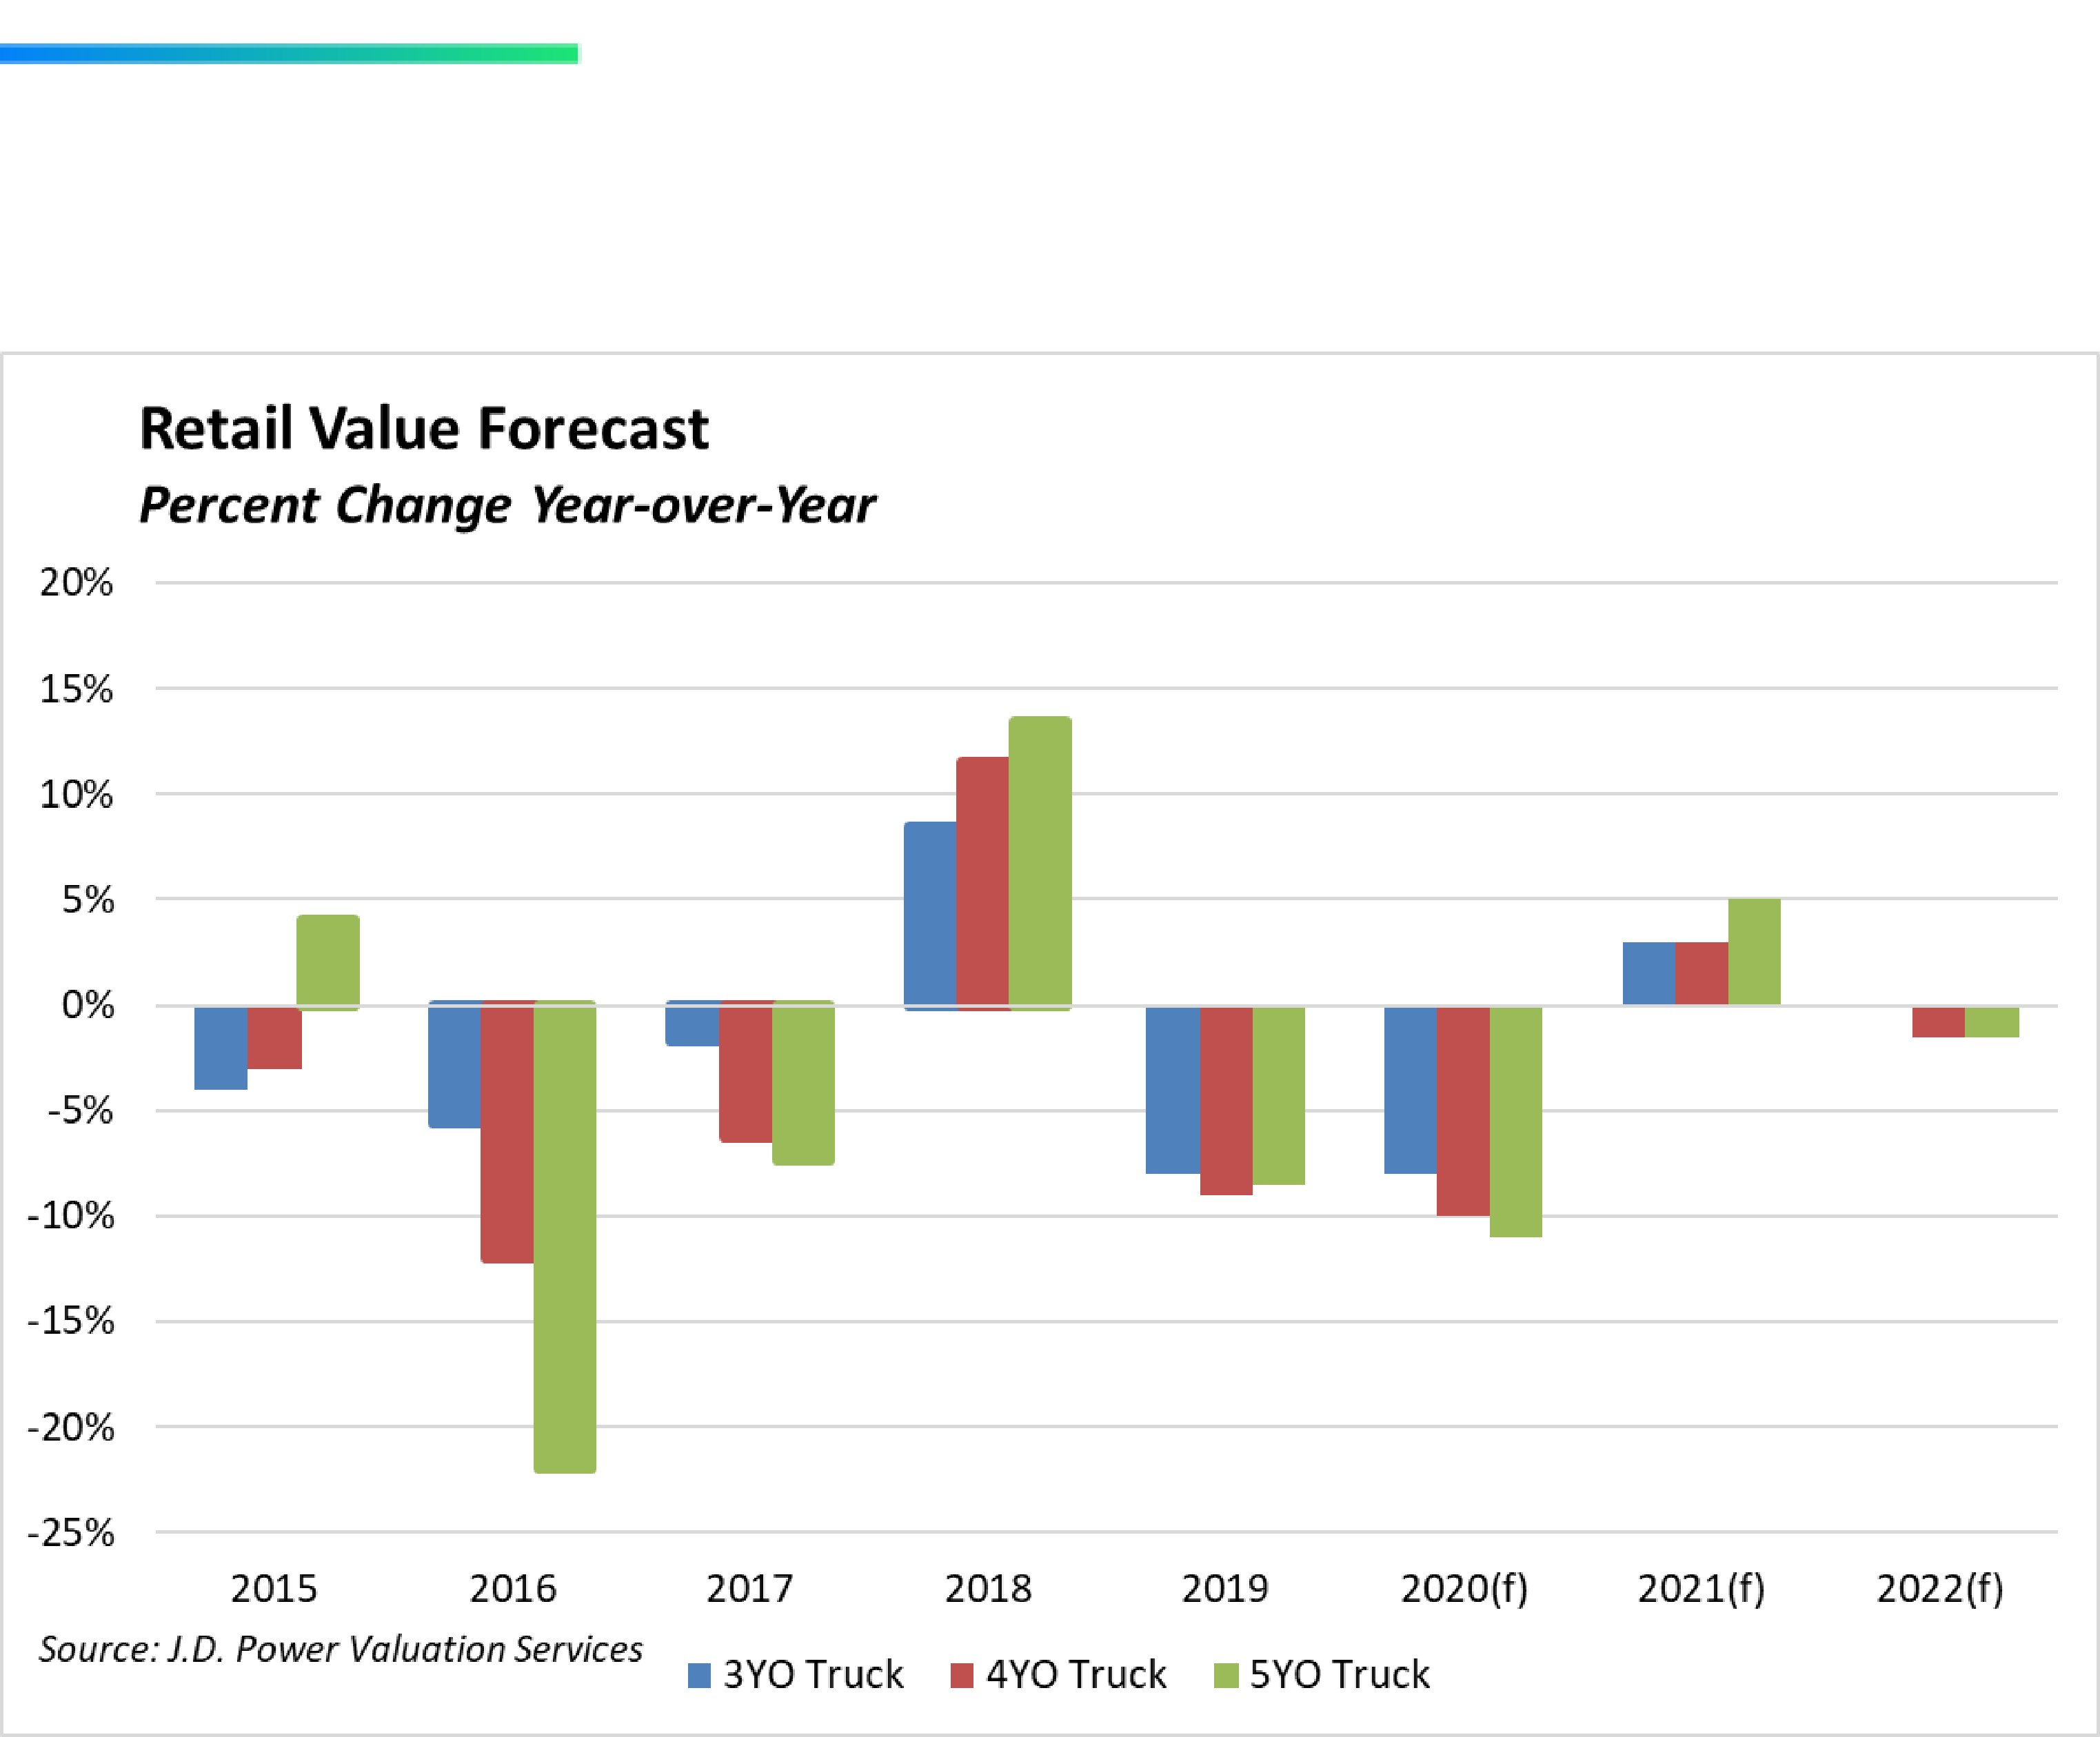 Retail Value Forecast
Percent Change Year-over-Year
20%
15%
10%
5%
0%
-5%
-10%
-15%
-20%
-25%
2015 2016 2017 2018 2019 2020(f) 2021(f) 2022(f)
Source: J.D. Power Valuation Services
3YO Truck 4YO Truck 5YO Truck